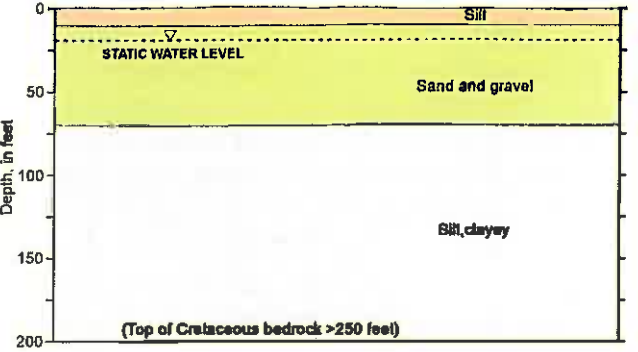 0
Silt
STATIC WATER LEVEL
50
Sand and gravel
Depth, in feet
100
Silt, clayey
150
(Top of Cretaceous bedrock >250 feet)
200